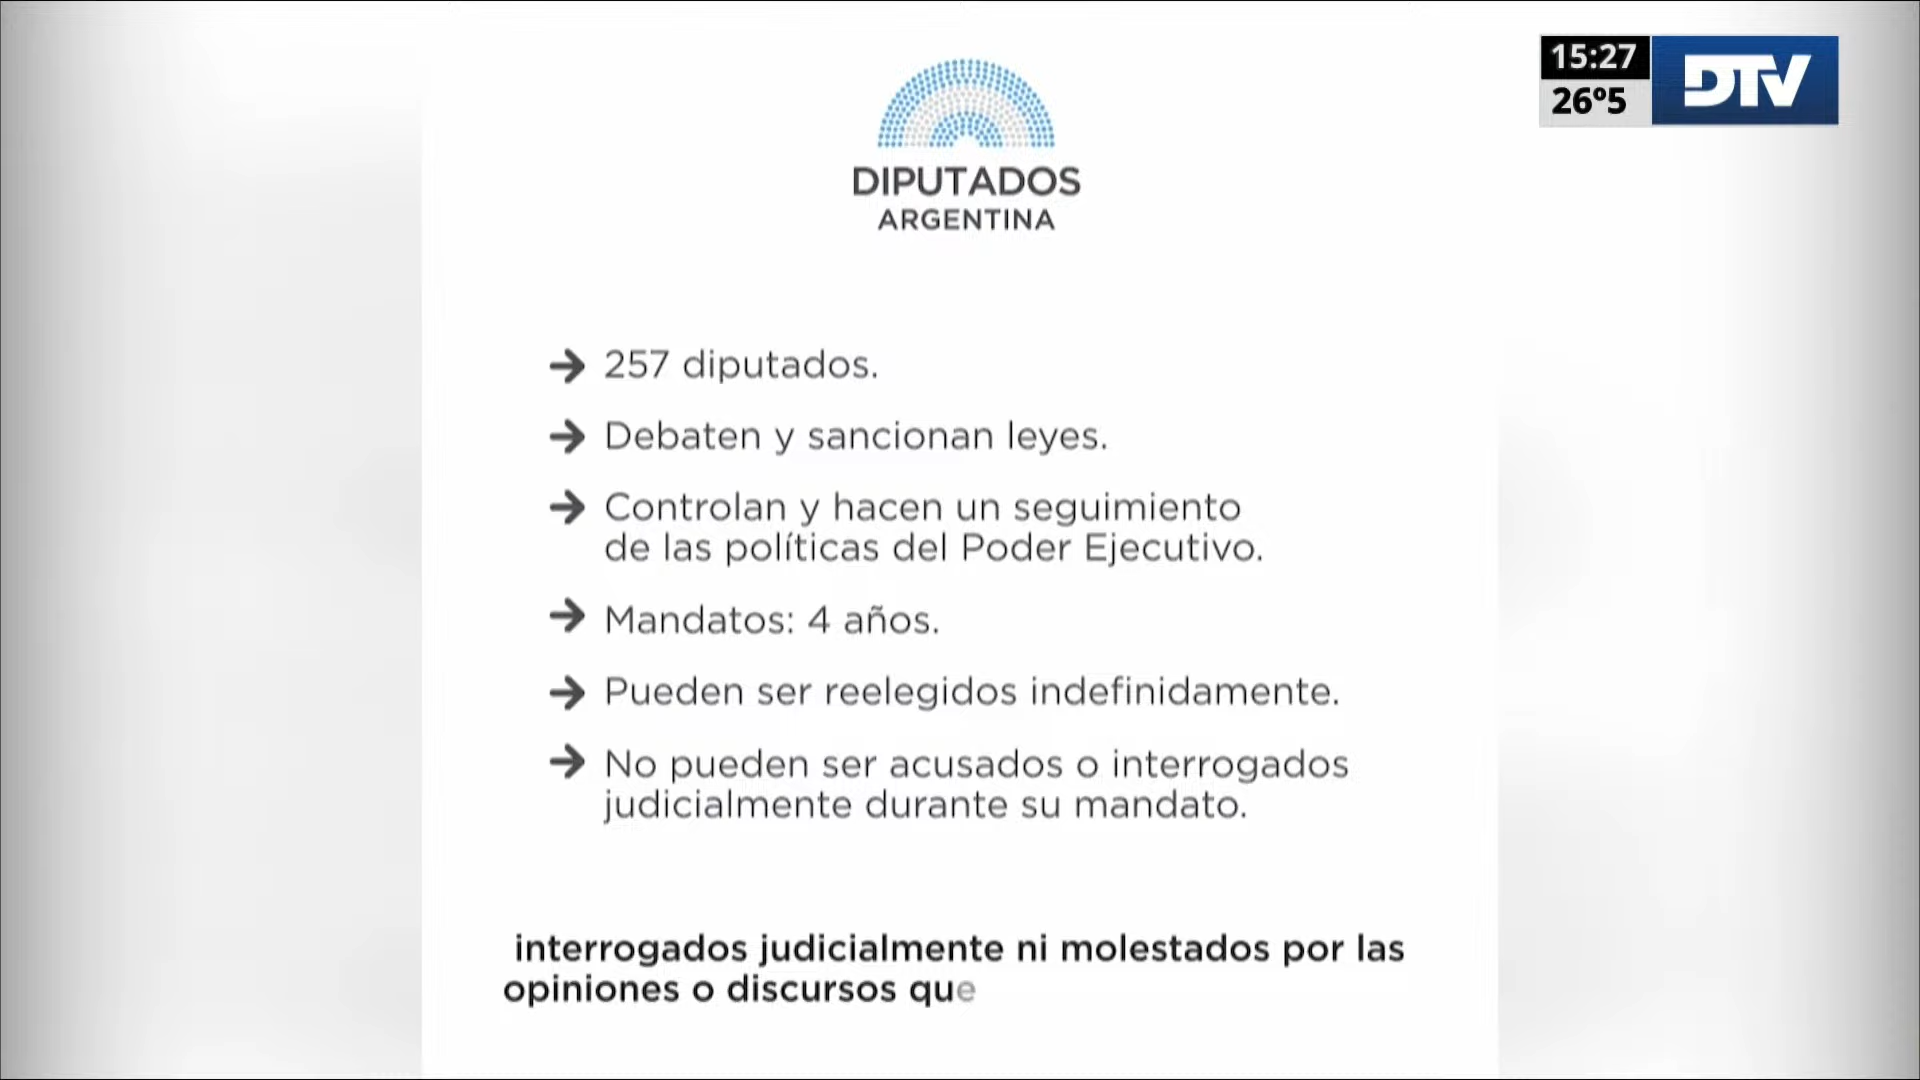 15:27
26º5
DTV
DIPUTADOS
ARGENTINA
257 diputados.
Debaten y sancionan leyes.
Controlan y hacen un seguimiento
de las políticas del Poder Ejecutivo.
Mandatos: 4 años.
Pueden ser reelegidos indefinidamente.
No pueden ser acusados o interrogados
judicialmente durante su mandato.
interrogados judicialmente ni molestados por las
opiniones o discursos que